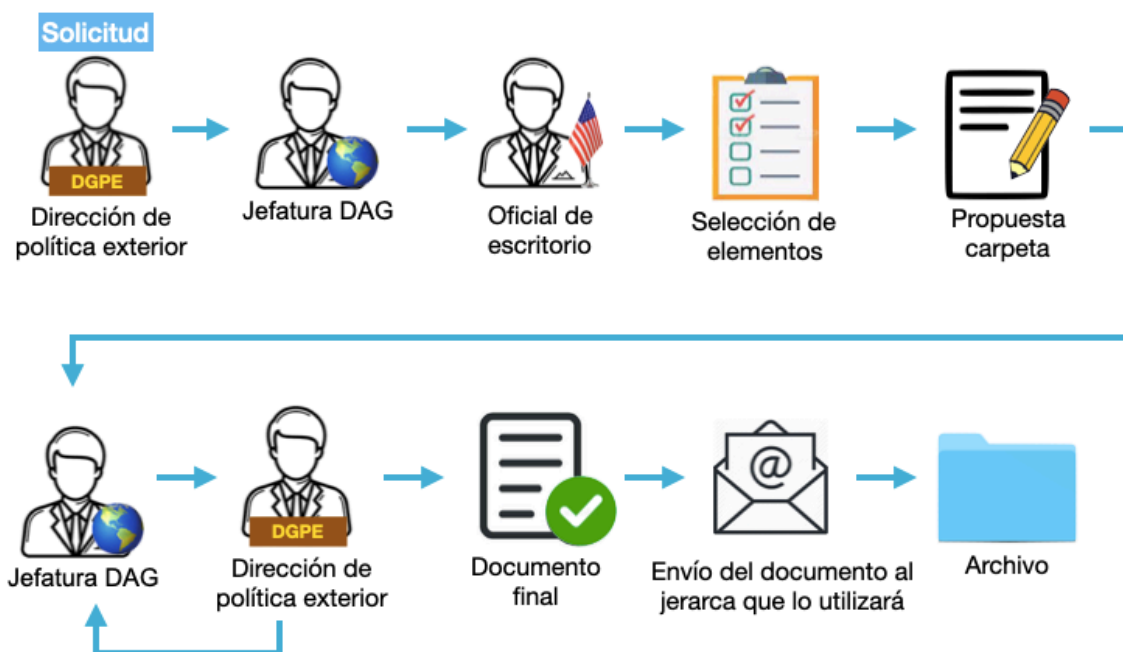 Solicitud
DGPE
Dirección de
política exterior
Jefatura DAG
Oficial de
escritorio
Selección de
elementos
Propuesta
carpeta
Jefatura DAG
DGPE
Dirección de
política exterior
Documento
final
@
Envío del documento al
jerarca que lo utilizará
Archivo